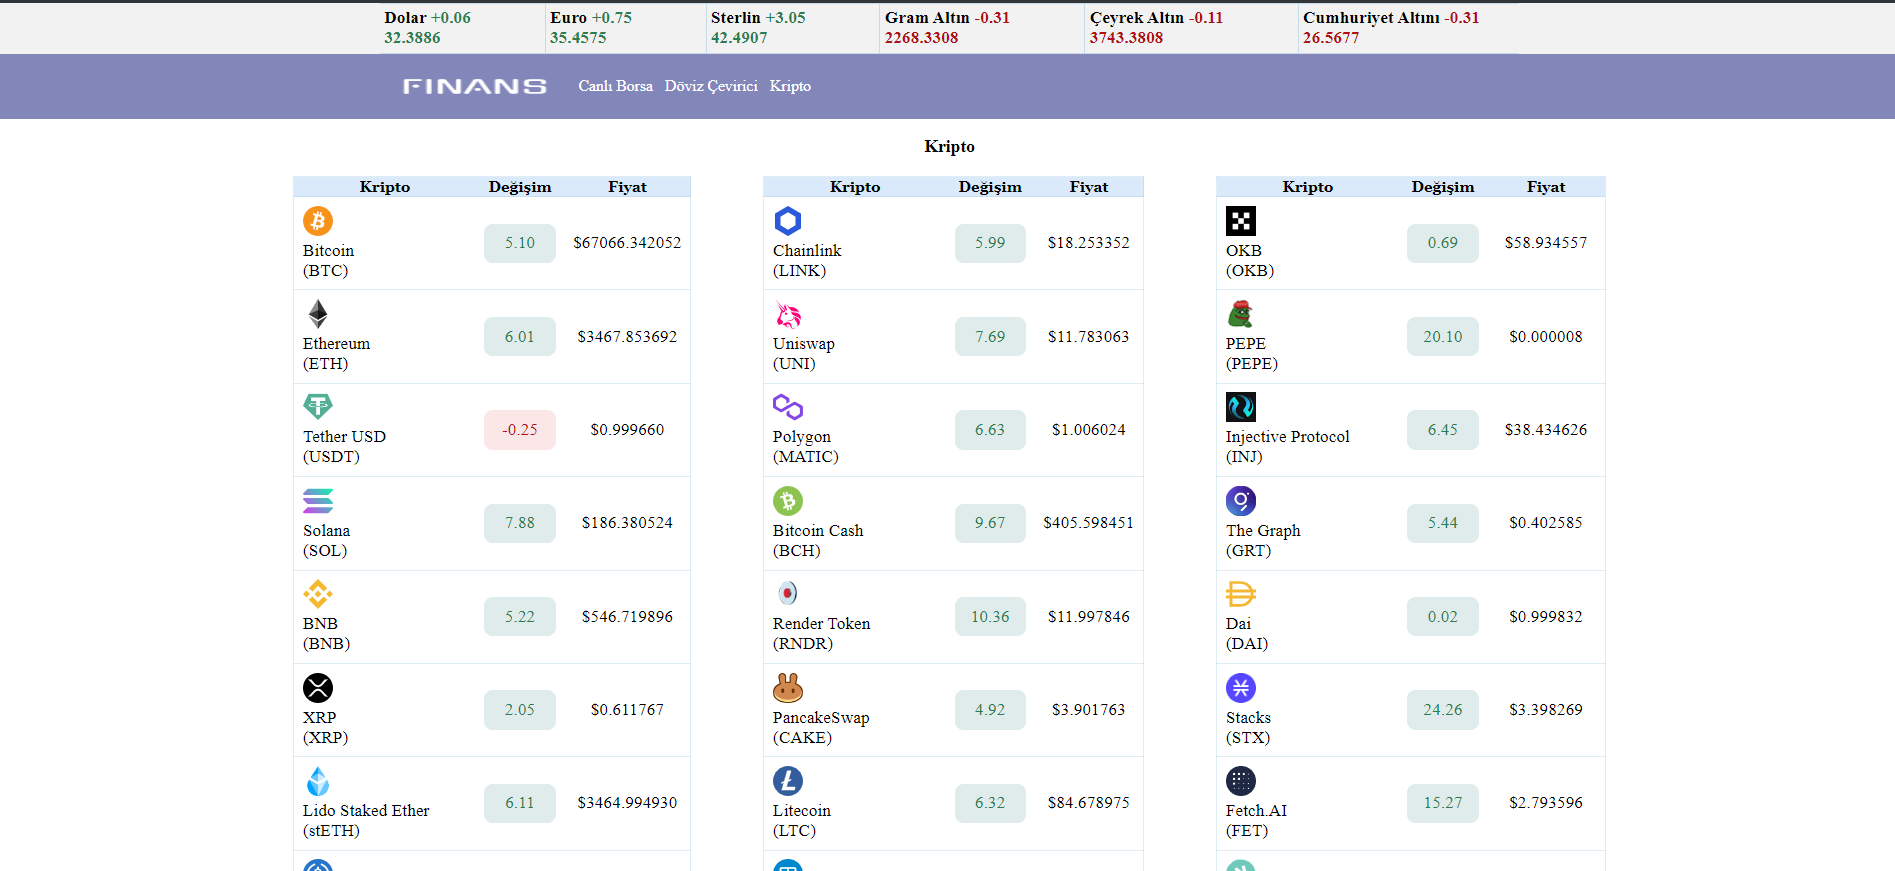 Dolar +0.06
32.3886
Euro +0.75
35.4575
Sterlin +3.05
42.4907
Gram Altın -0.31
2268.3308
Çeyrek Altın -0.11
3743.3808
Cumhuriyet Altını -0.31
26.5677
FINANS
Canlı Borsa Döviz Çevirici Kripto
Kripto
Kripto Değişim Fiyat
Bitcoin
(BTC)
5.10 $67066.342052
Ethereum
(ETH)
6.01 $3467.853692
Tether USD
(USDT)
-0.25 $0.999660
Solana
(SOL)
7.88 $186.380524
BNB
(BNB)
5.22 $546.719896
XRP
(XRP)
2.05 $0.611767
Lido Staked Ether
(stETH)
6.11 $3464.994930
Kripto Değişim Fiyat
Chainlink
(LINK)
5.99 $18.253352
Uniswap
(UNI)
7.69 $11.783063
Polygon
(MATIC)
6.63 $1.006024
Bitcoin Cash
(BCH)
9.67 $405.598451
Render Token
(RNDR)
10.36 $11.997846
PancakeSwap
(CAKE)
4.92 $3.901763
Litecoin
(LTC)
6.32 $84.678975
Kripto Değişim Fiyat
OKB
(OKB)
0.69 $58.934557
PEPE
(PEPE)
20.10 $0.000008
Injective Protocol
(INJ)
6.45 $38.434626
The Graph
(GRT)
5.44 $0.402585
Dai
(DAI)
0.02 $0.999832
Stacks
(STX)
24.26 $3.398269
Fetch.AI
(FET)
15.27 $2.793596